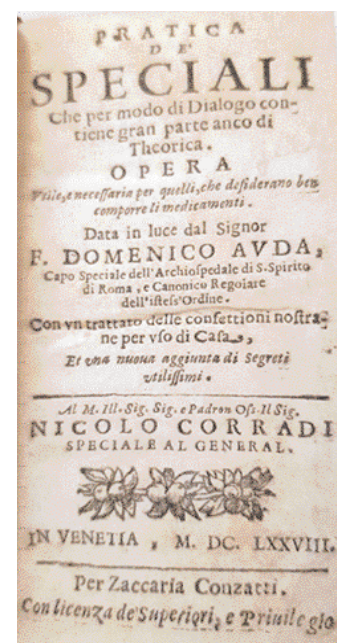 PRATICA
DE'
SPECIALI
Che per modo di Dialogo con-
tiene gran parte anco di
Theorica.
OPERA
Vtile, e necessaria per quelli, che desiderano ben
comporre li medicamenti.
Data in luce dal Signor
F. DOMENICO AVDA,
Capo Speciale dell'Archiospedale di S. Spirito
di Roma, e Canonico Regolare
dell'istess'Ordine.
Con vn trattato delle confettioni nostra-
ne per vso di Casa,
Et vna nuoua aggiunta di Segreti
vtilissimi.
Al M. Ill. Sig. Sig. e Padron Oss. Il Sig.
NICOLO CORRADI
SPECIALE AL GENERAL.
IN VENETIA, M. DC. LXXVIII.
Per Zaccaria Conzatti.
Con licenza de' Superiori, e Priuilegio